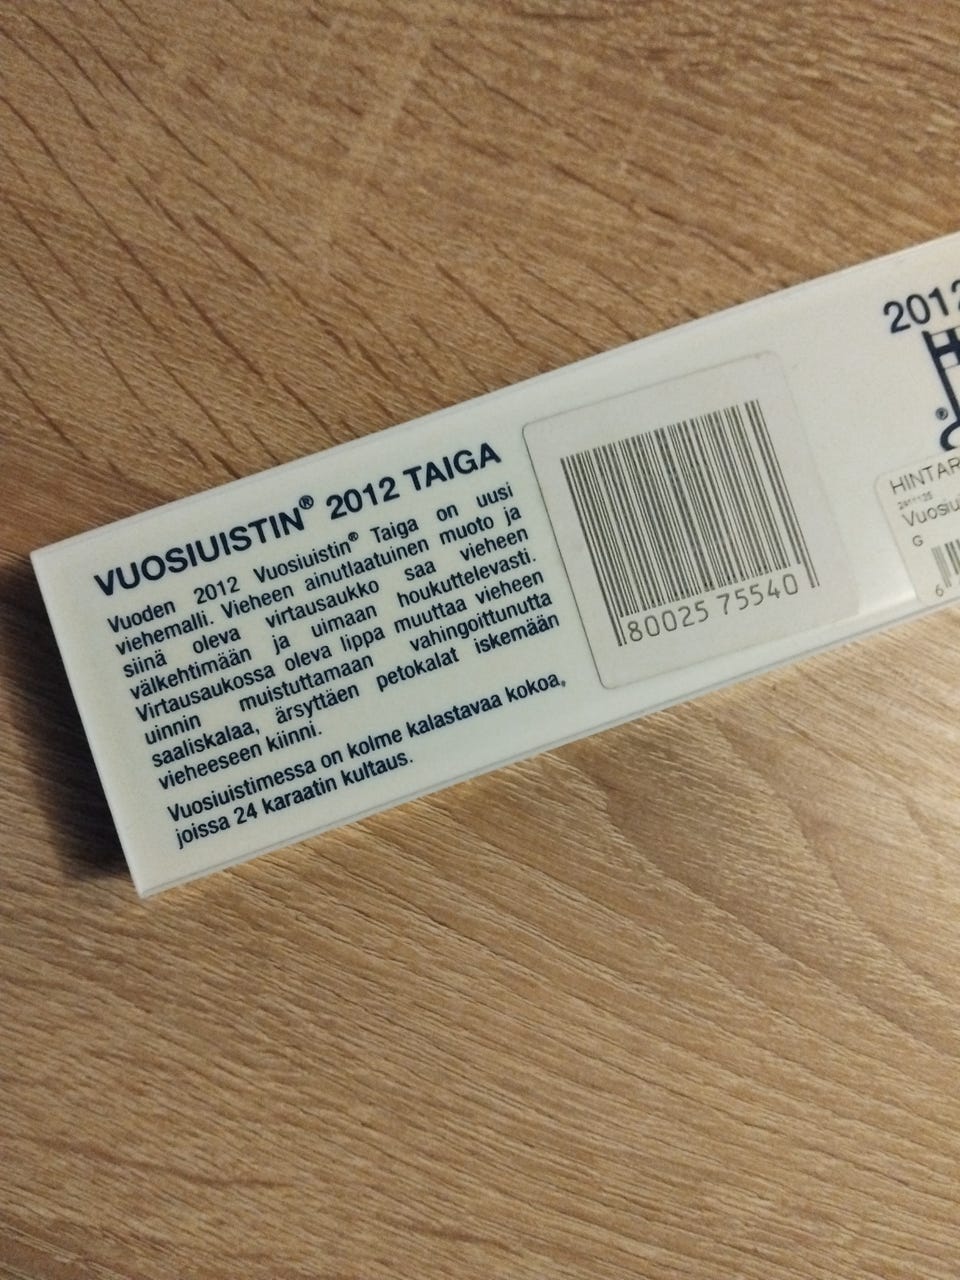 VUOSIUISTIN® 2012 TAIGA
Vuoden 2012 Vuosiuistin® Taiga on uusi
viehemalli. Vieheen ainutlaatuinen muoto ja
siinä oleva virtausaukko saa vieheen
välkehtimään ja uimaan houkuttelevasti.
Virtausaukossa oleva lippa muuttaa vieheen
uinnin muistuttamaan vahingoittunutta
saaliskalaa, ärsyttäen petokalat iskemään
vieheeseen kiinni.
Vuosiuistimessa on kolme kalastavaa kokoa,
joissa 24 karaatin kultaus.
80025 75540
2012
®
HINTAR
Vuosiu
G
6